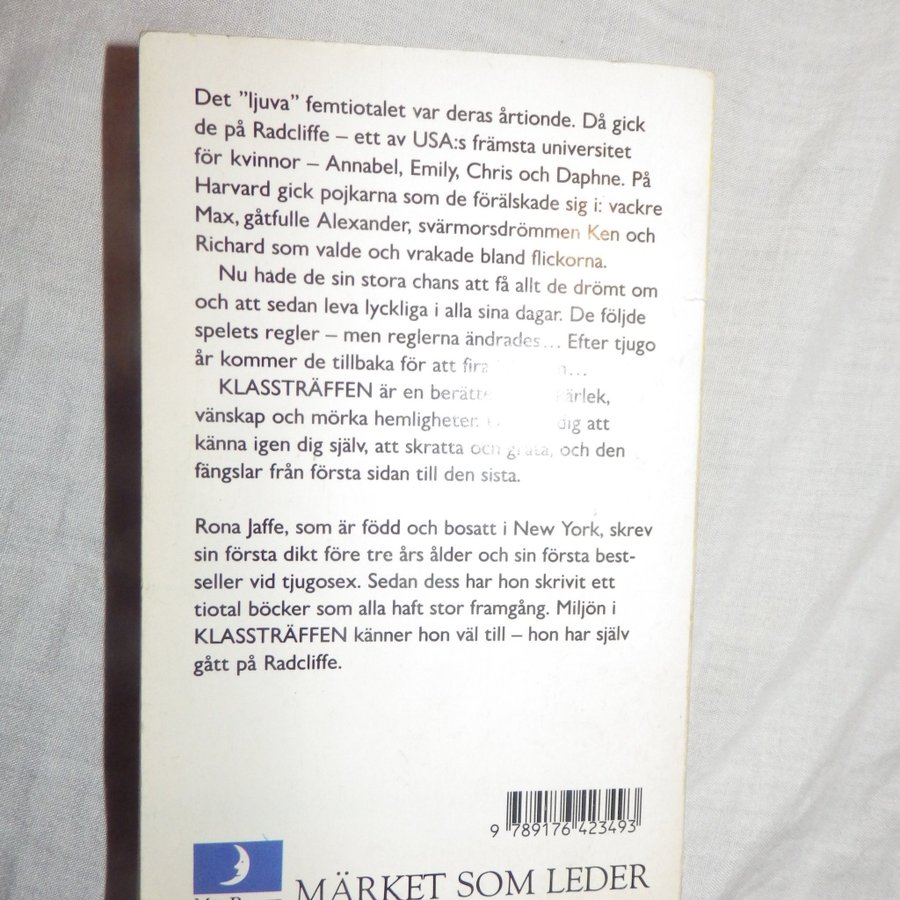 Det ”ljuva” femtiotalet var deras årtionde. Då gick
de på Radcliffe – ett av USA:s främsta universitet
för kvinnor – Annabel, Emily, Chris och Daphne. På
Harvard gick pojkarna som de förälskade sig i: vackre
Max, gåtfulle Alexander, svärmorsdrömmen Ken och
Richard som valde och vrakade bland flickorna.
Nu hade de sin stora chans att få allt de drömt om
och att sedan leva lyckliga i alla sina dagar. De följde
spelets regler – men reglerna ändrades... Efter tjugo
år kommer de tillbaka för att fira
KLASSTRÄFFEN är en
vänskap och mörka hemligheter. dig att
känna igen dig själv, att skratta och gråta, och den
fängslar från första sidan till den sista.
Rona Jaffe, som är född och bosatt i New York, skrev
sin första dikt före tre års ålder och sin första best-
seller vid tjugosex. Sedan dess har hon skrivit ett
tiotal böcker som alla haft stor framgång. Miljön i
KLASSTRÄFFEN känner hon väl till – hon har själv
gått på Radcliffe.
9 789176 423493
MÄRKET SOM LEDER